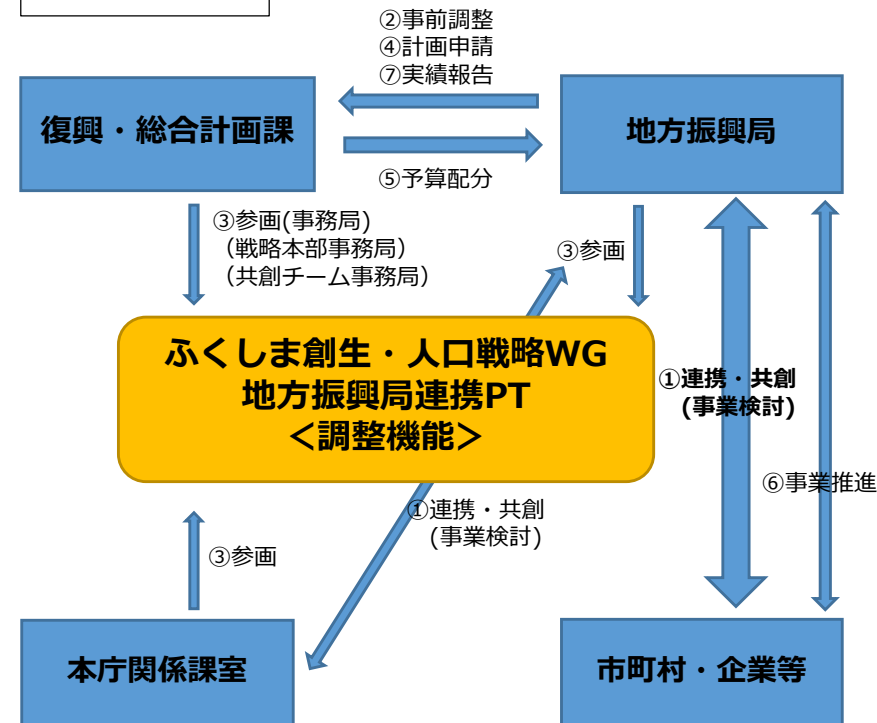 ②事前調整
④計画申請
⑦実績報告
復興・総合計画課
地方振興局
⑤予算配分
③参画(事務局)
（戦略本部事務局）
（共創チーム事務局）
③参画
ふくしま創生・人口戦略WG
地方振興局連携PT
＜調整機能＞
①連携・共創
(事業検討)
⑥事業推進
①連携・共創
(事業検討)
③参画
本庁関係課室
市町村・企業等